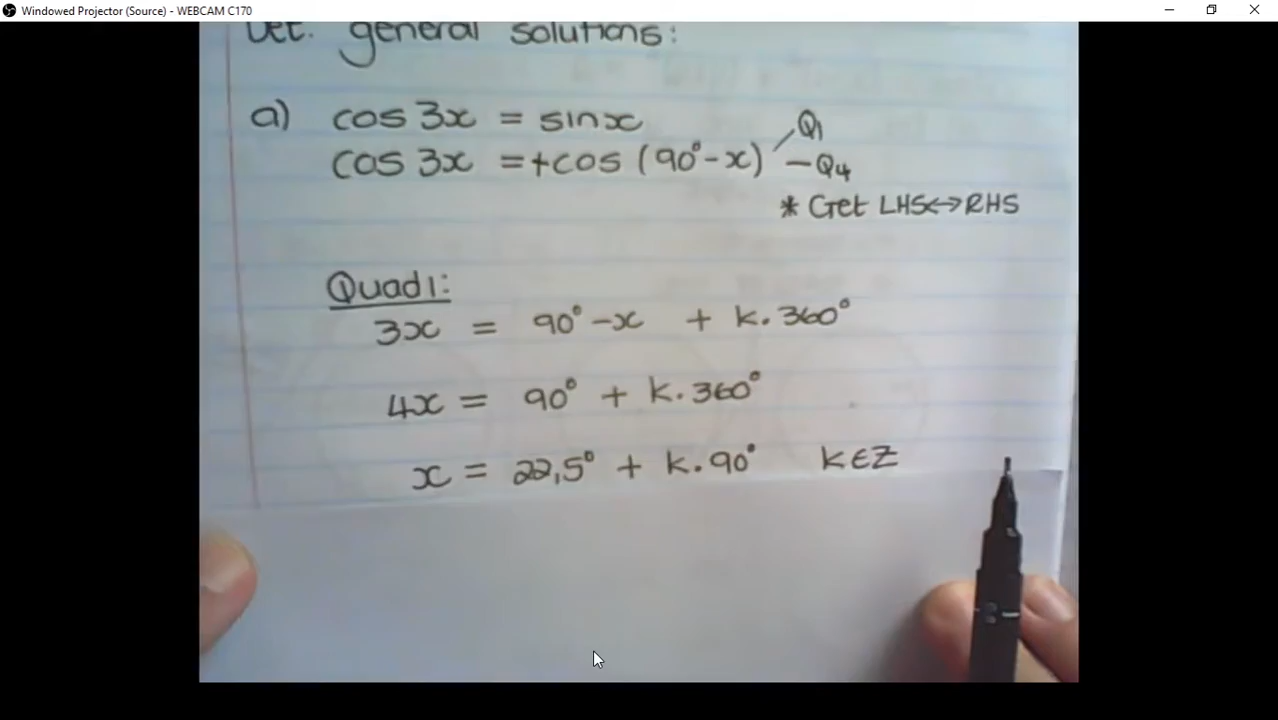 Windowed Projector (Source) - WEBCAM C170
Det. general solutions:
a) cos 3x = sinx
cos 3x = +cos (90° - x) Q1
- Q4
* Get LHS ↔ RHS
Quad 1:
3x = 90° - x + k. 360°
4x = 90° + k. 360°
x = 22,5° + k. 90° k ∈ Z